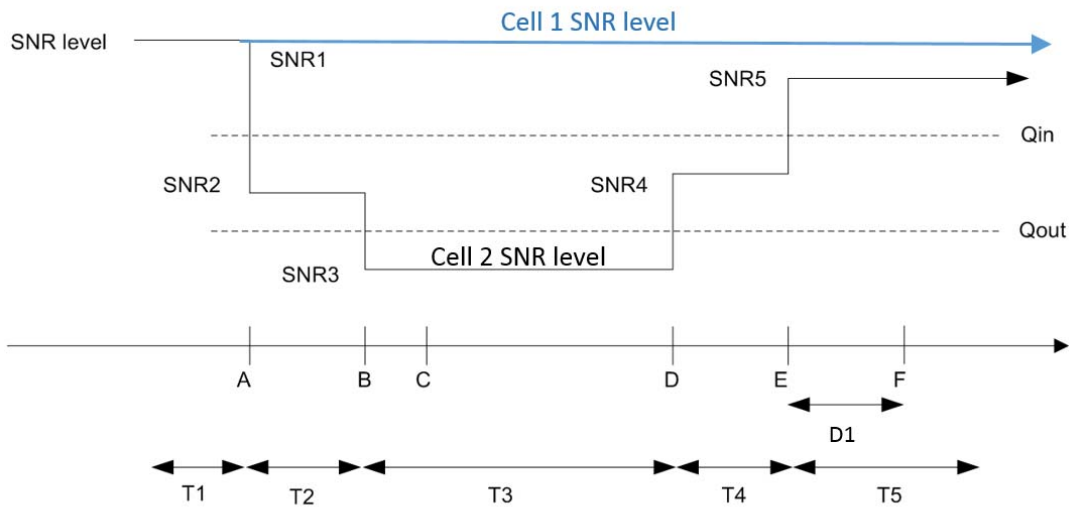 Cell 1 SNR level
SNR level
SNR1
SNR5
Qin
SNR2
SNR4
Qout
Cell 2 SNR level
SNR3
A B C D E F
D1
T1 T2 T3 T4 T5